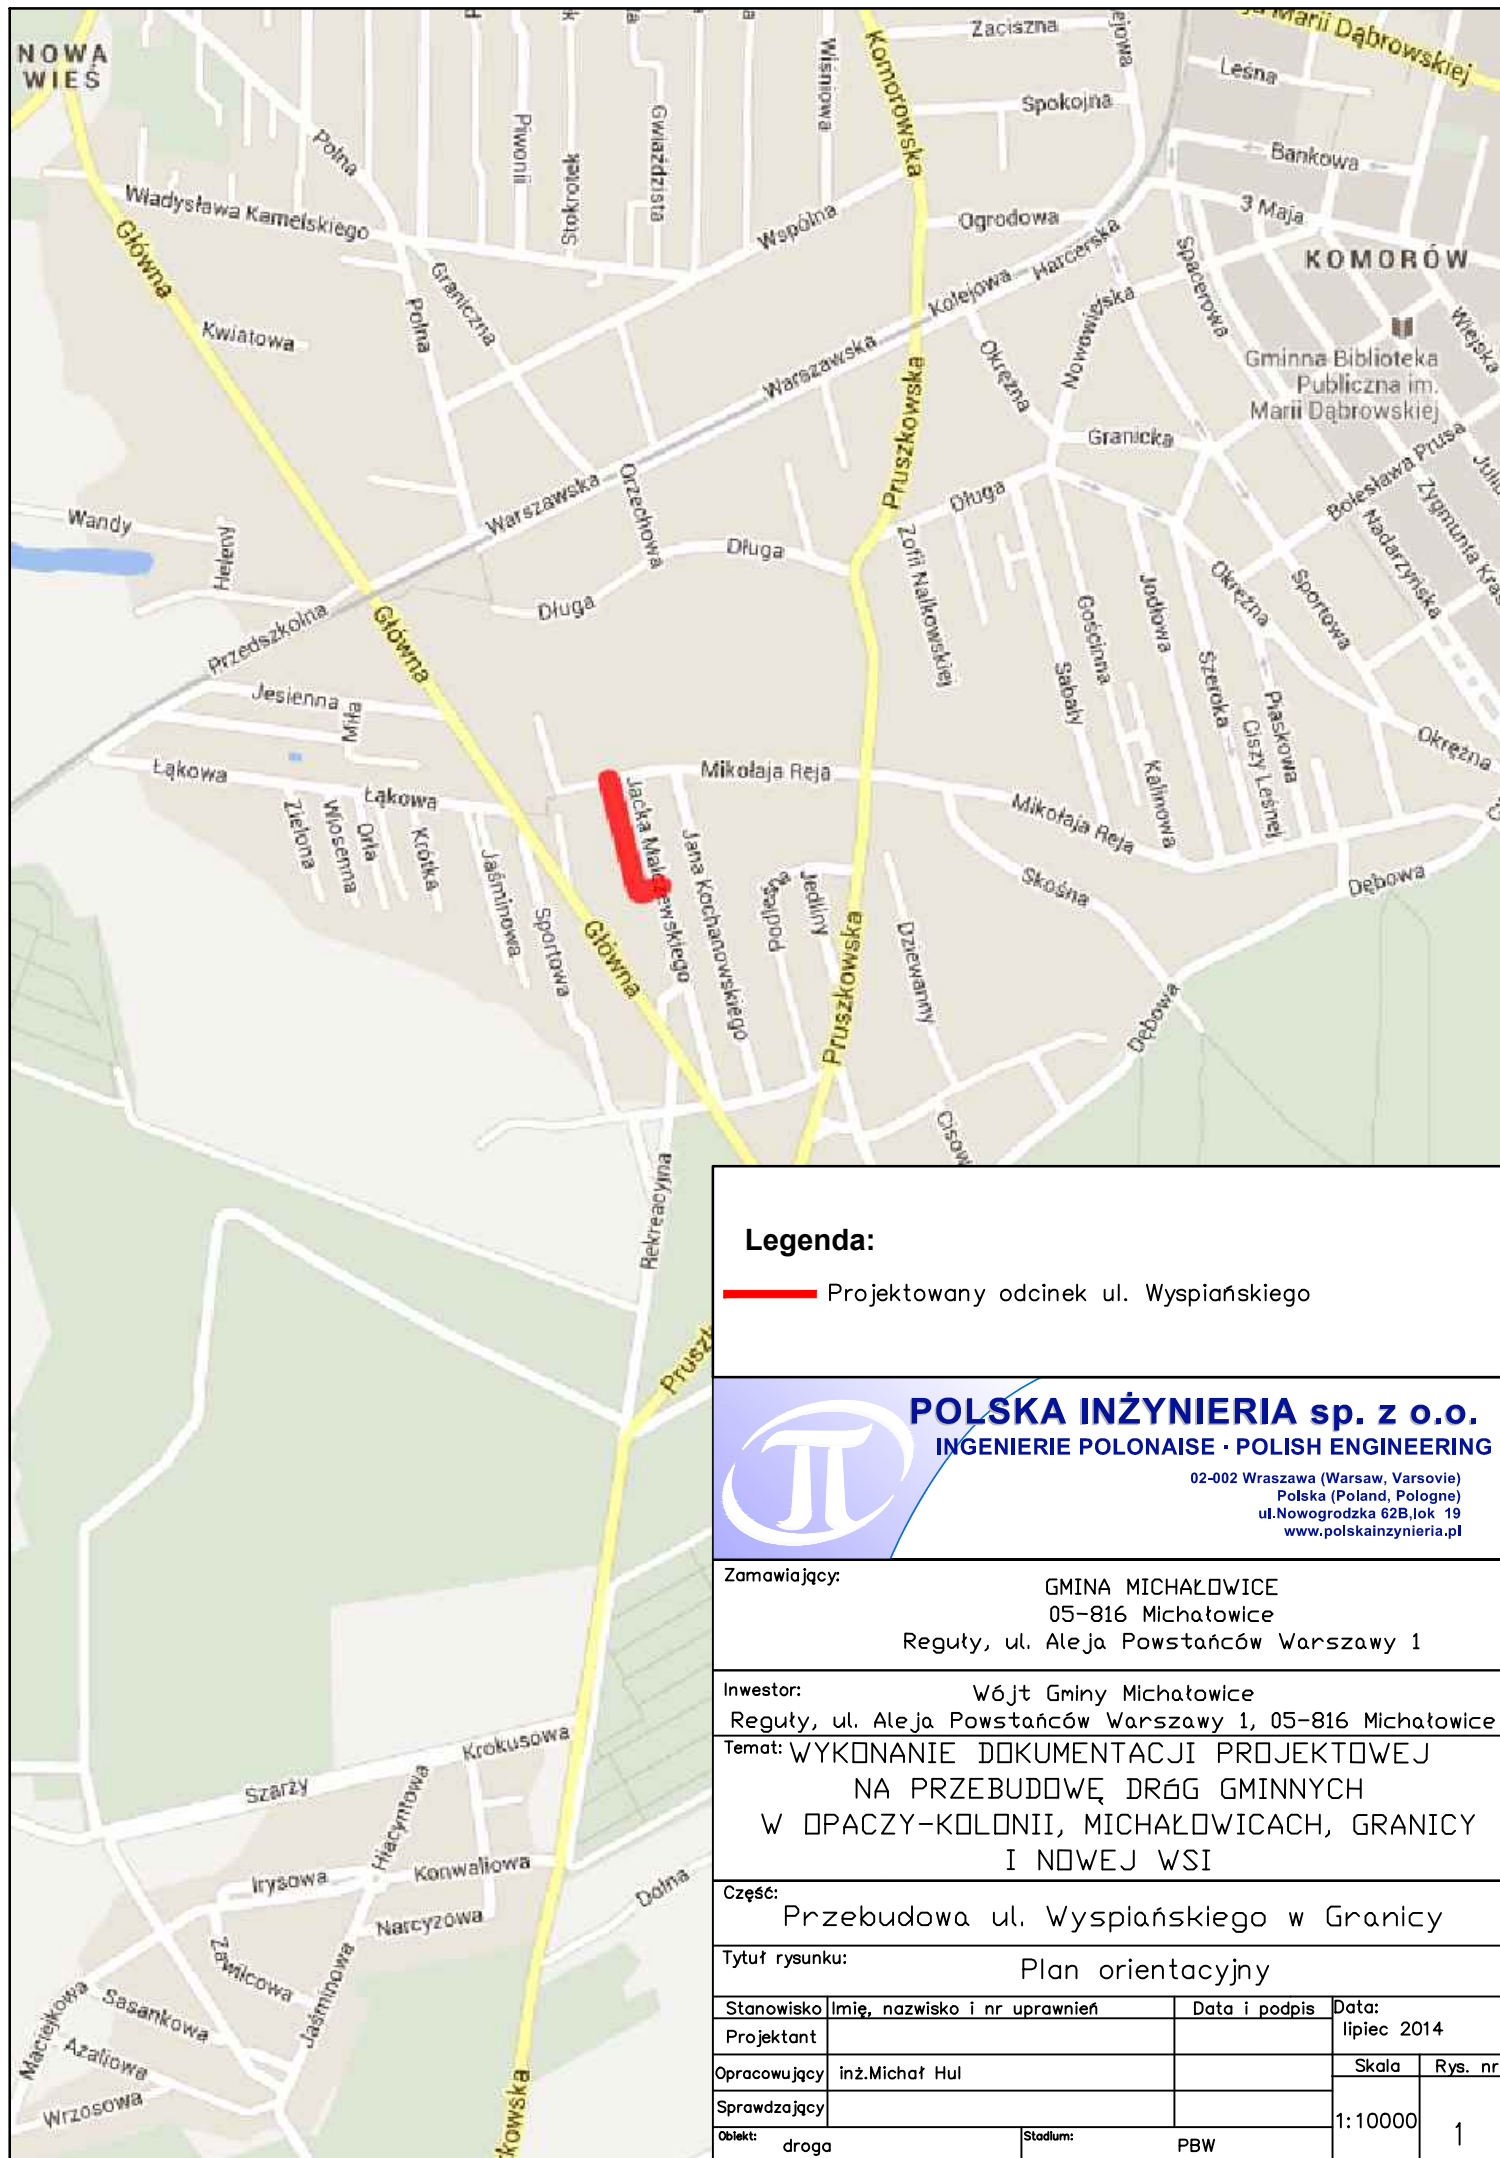 NOWA
WIEŚ
Zaciszna
Marii Dąbrowskiej
Leśna
Komorowska
Wiśniowa
Spokojna
ejowa
Polna
Piwonii
Stokrotek
Gwiaździsta
Bankowa
Władysława Kamelskiego
Wspólna
Ogrodowa
3 Maja
Główna
Graniczna
Polna
Kwiatowa
Kolejowa
Harcerska
Spacerowa
KOMORÓW
Nowowiejska
Wiejska
Warszawska
Okrężna
Gminna Biblioteka
Publiczna im.
Marii Dąbrowskiej
Pruszkowska
Granicka
Bolesława Prusa
Warszawska
Orzechowa
Długa
Wandy
Heleny
Długa
Zofii Nałkowskiej
Nadarzyńska
Zygmunta Kras
Długa
Przedszkolna
Główna
Gościnna
Jodłowa
Okrężna
Sportowa
Sabały
Szeroka
Piaskowa
Ciszy Leśnej
Okrężna
Jesienna
Miła
Łąkowa
Łąkowa
Mikołaja Reja
Mikołaja Reja
Kalinowa
Zielona
Wiosenna
Orla
Krótka
Jaśminowa
Sportowa
Jacka Malczewskiego
Jana Kochanowskiego
Podleśna
Jedliny
Skośna
Dębowa
Główna
Pruszkowska
Dziewanny
Dębowa
Cisow
Rekreacyjna
Legenda:
Projektowany odcinek ul. Wyspiańskiego
Prusz
POLSKA INŻYNIERIA sp. z o.o.
INGENIERIE POLONAISE · POLISH ENGINEERING
02-002 Wraszawa (Warsaw, Varsovie)
Polska (Poland, Pologne)
ul.Nowogrodzka 62B,lok 19
www.polskainzynieria.pl
Zamawiający:
GMINA MICHAŁOWICE
05-816 Michałowice
Reguły, ul. Aleja Powstańców Warszawy 1
Inwestor:
Wójt Gminy Michałowice
Reguły, ul. Aleja Powstańców Warszawy 1, 05-816 Michałowice
Temat: WYKONANIE DOKUMENTACJI PROJEKTOWEJ
NA PRZEBUDOWĘ DRóG GMINNYCH
W OPACZY-KOLONII, MICHAŁOWICACH, GRANICY
I NOWEJ WSI
Krokusowa
Szarży
Hiacyntowa
Irysowa
Konwaliowa
Dolna
Narcyzowa
Zawilcowa
Jaśminowa
Maciejkowa
Sasankowa
Azaliowa
Wrzosowa
kowska
Część:
Przebudowa ul. Wyspiańskiego w Granicy
Tytuł rysunku:
Plan orientacyjny
Stanowisko Imię, nazwisko i nr uprawnień Data i podpis Data:
Projektant lipiec 2014
Opracowujący inż.Michał Hul Skala Rys. nr
Sprawdzający 1:10000 1
Obiekt: droga Stadium: PBW